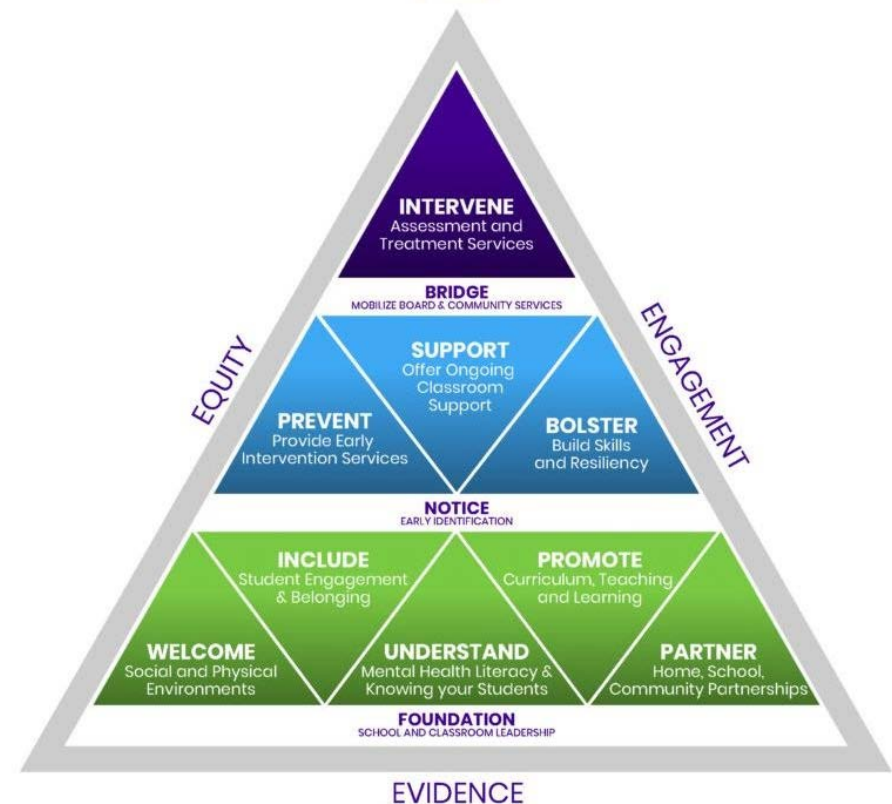 INTERVENE
Assessment and
Treatment Services
BRIDGE
MOBILIZE BOARD & COMMUNITY SERVICES
EQUITY
ENGAGEMENT
SUPPORT
Offer Ongoing
Classroom
Support
PREVENT
Provide Early
Intervention Services
BOLSTER
Build Skills
and Resiliency
NOTICE
EARLY IDENTIFICATION
INCLUDE
Student Engagement
& Belonging
PROMOTE
Curriculum, Teaching
and Learning
WELCOME
Social and Physical
Environments
UNDERSTAND
Mental Health Literacy &
Knowing your Students
PARTNER
Home, School,
Community Partnerships
FOUNDATION
SCHOOL AND CLASSROOM LEADERSHIP
EVIDENCE